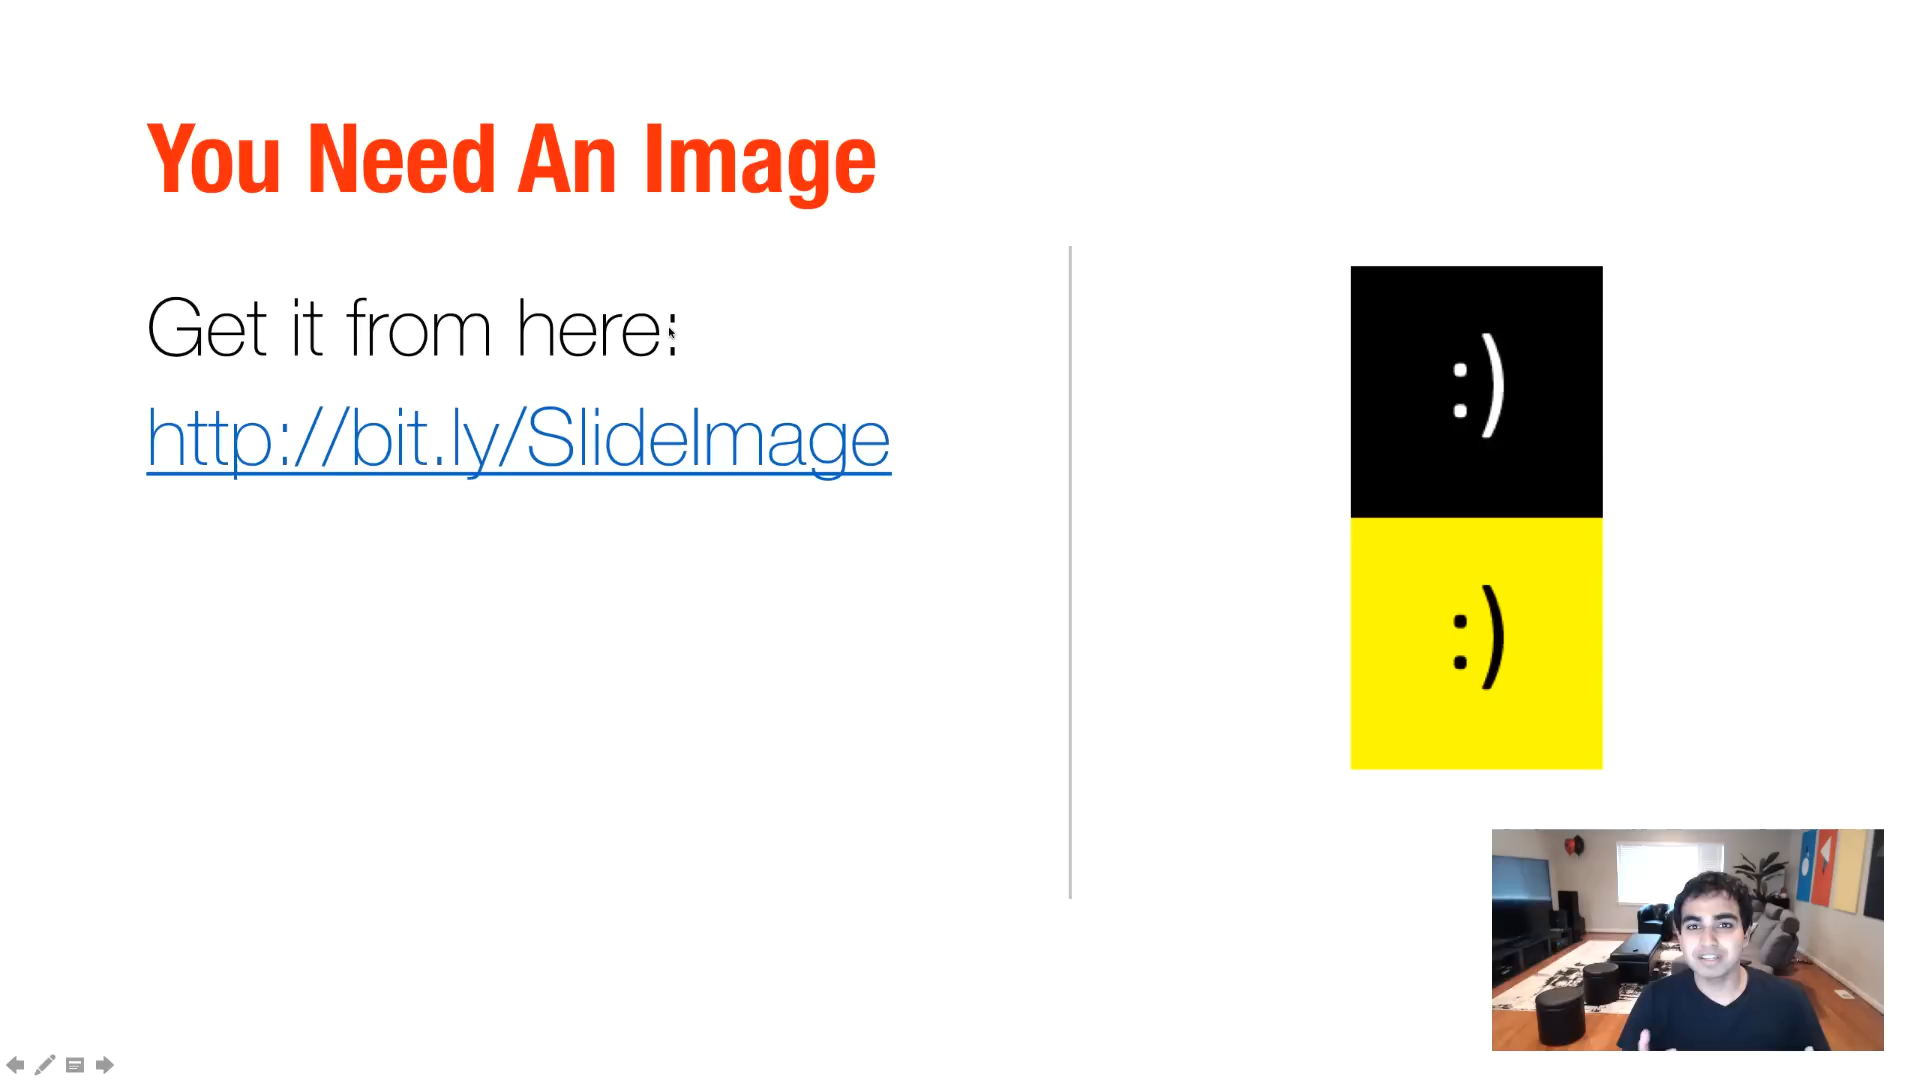 You Need An Image
Get it from here:
http://bit.ly/SlideImage
:)
:)